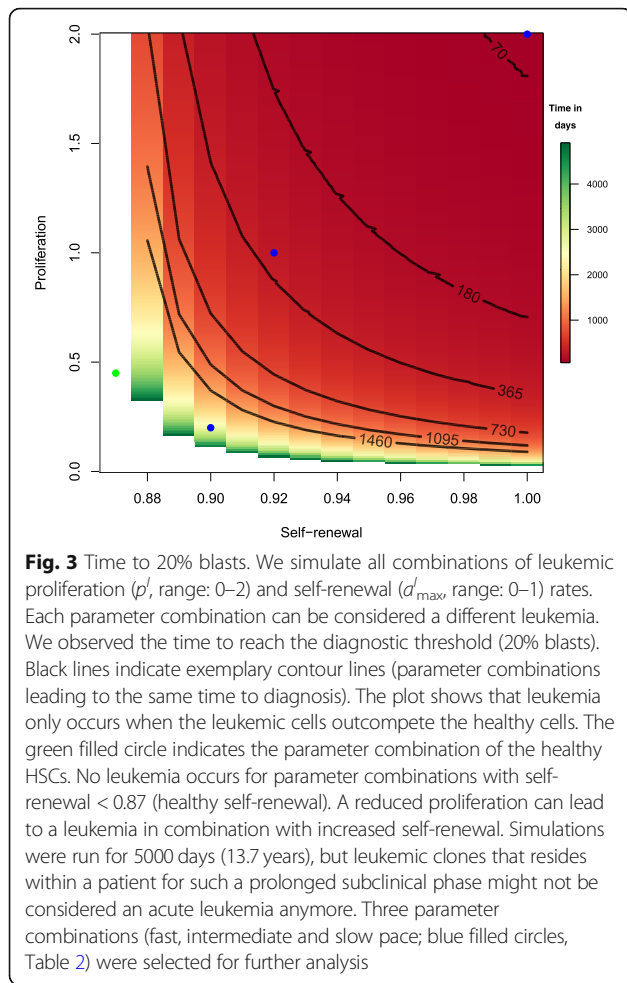 2.0
1.5
1.0
0.5
0.0
Proliferation
0.88 0.90 0.92 0.94 0.96 0.98 1.00
Self−renewal
70
180
365
730
1095
1460
Time in
days
4000
3000
2000
1000
Fig. 3 Time to 20% blasts. We simulate all combinations of leukemic
proliferation (pˡ, range: 0–2) and self-renewal (aˡmax, range: 0–1) rates.
Each parameter combination can be considered a different leukemia.
We observed the time to reach the diagnostic threshold (20% blasts).
Black lines indicate exemplary contour lines (parameter combinations
leading to the same time to diagnosis). The plot shows that leukemia
only occurs when the leukemic cells outcompete the healthy cells. The
green filled circle indicates the parameter combination of the healthy
HSCs. No leukemia occurs for parameter combinations with self-
renewal < 0.87 (healthy self-renewal). A reduced proliferation can lead
to a leukemia in combination with increased self-renewal. Simulations
were run for 5000 days (13.7 years), but leukemic clones that resides
within a patient for such a prolonged subclinical phase might not be
considered an acute leukemia anymore. Three parameter
combinations (fast, intermediate and slow pace; blue filled circles,
Table 2) were selected for further analysis